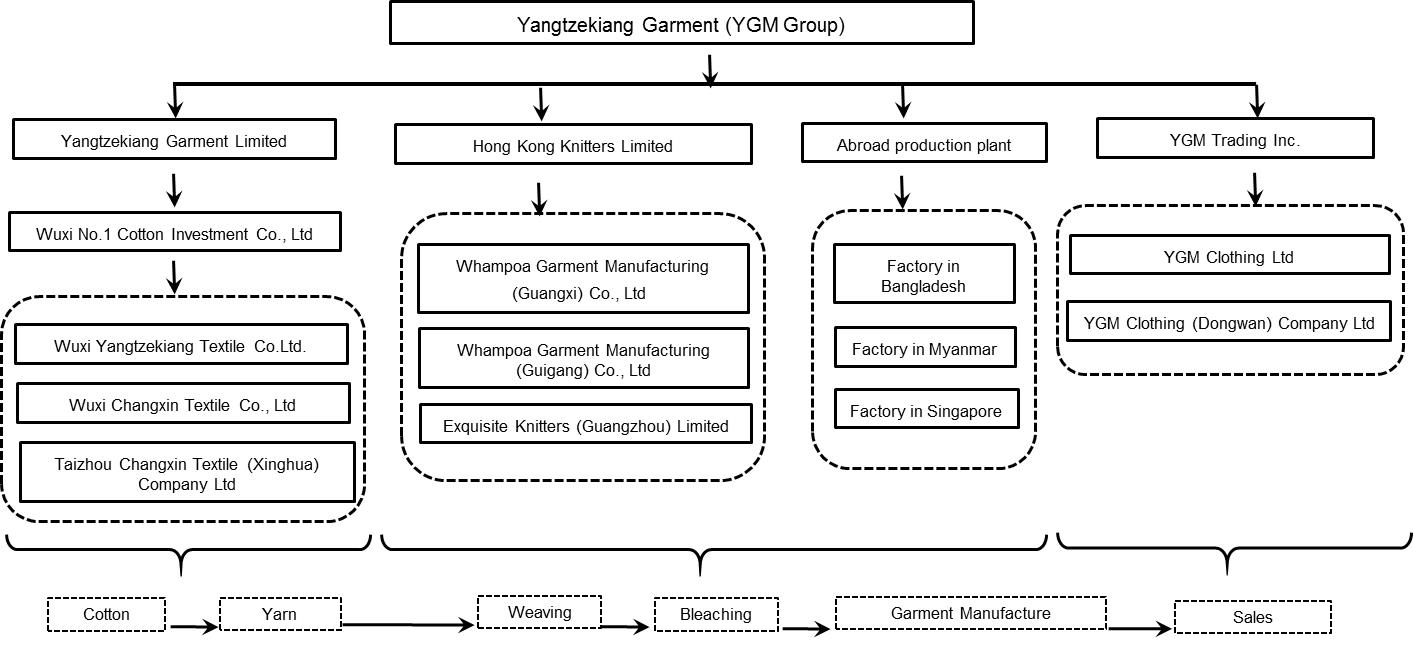 Yangtzekiang Garment (YGM Group)
Yangtzekiang Garment Limited
Hong Kong Knitters Limited
Abroad production plant
YGM Trading Inc.
Wuxi No.1 Cotton Investment Co., Ltd
Wuxi Yangtzekiang Textile Co.Ltd.
Wuxi Changxin Textile Co., Ltd
Taizhou Changxin Textile (Xinghua)
Company Ltd
Whampoa Garment Manufacturing
(Guangxi) Co., Ltd
Whampoa Garment Manufacturing
(Guigang) Co., Ltd
Exquisite Knitters (Guangzhou) Limited
Factory in
Bangladesh
Factory in Myanmar
Factory in Singapore
YGM Clothing Ltd
YGM Clothing (Dongwan) Company Ltd
Cotton
Yarn
Weaving
Bleaching
Garment Manufacture
Sales